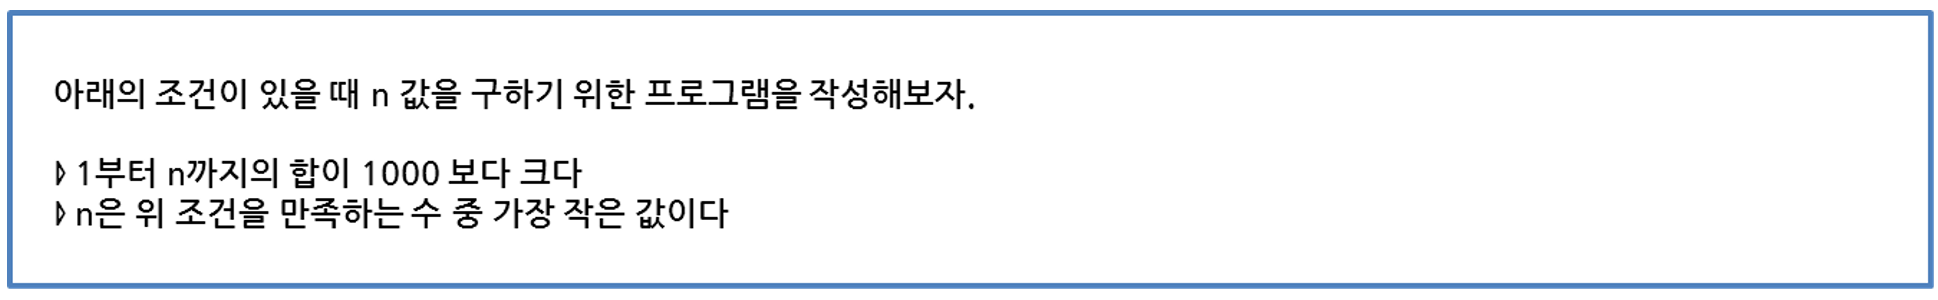 아래의 조건이 있을 때 n 값을 구하기 위한 프로그램을 작성해보자.
1부터 n까지의 합이 1000 보다 크다
n은 위 조건을 만족하는 수 중 가장 작은 값이다